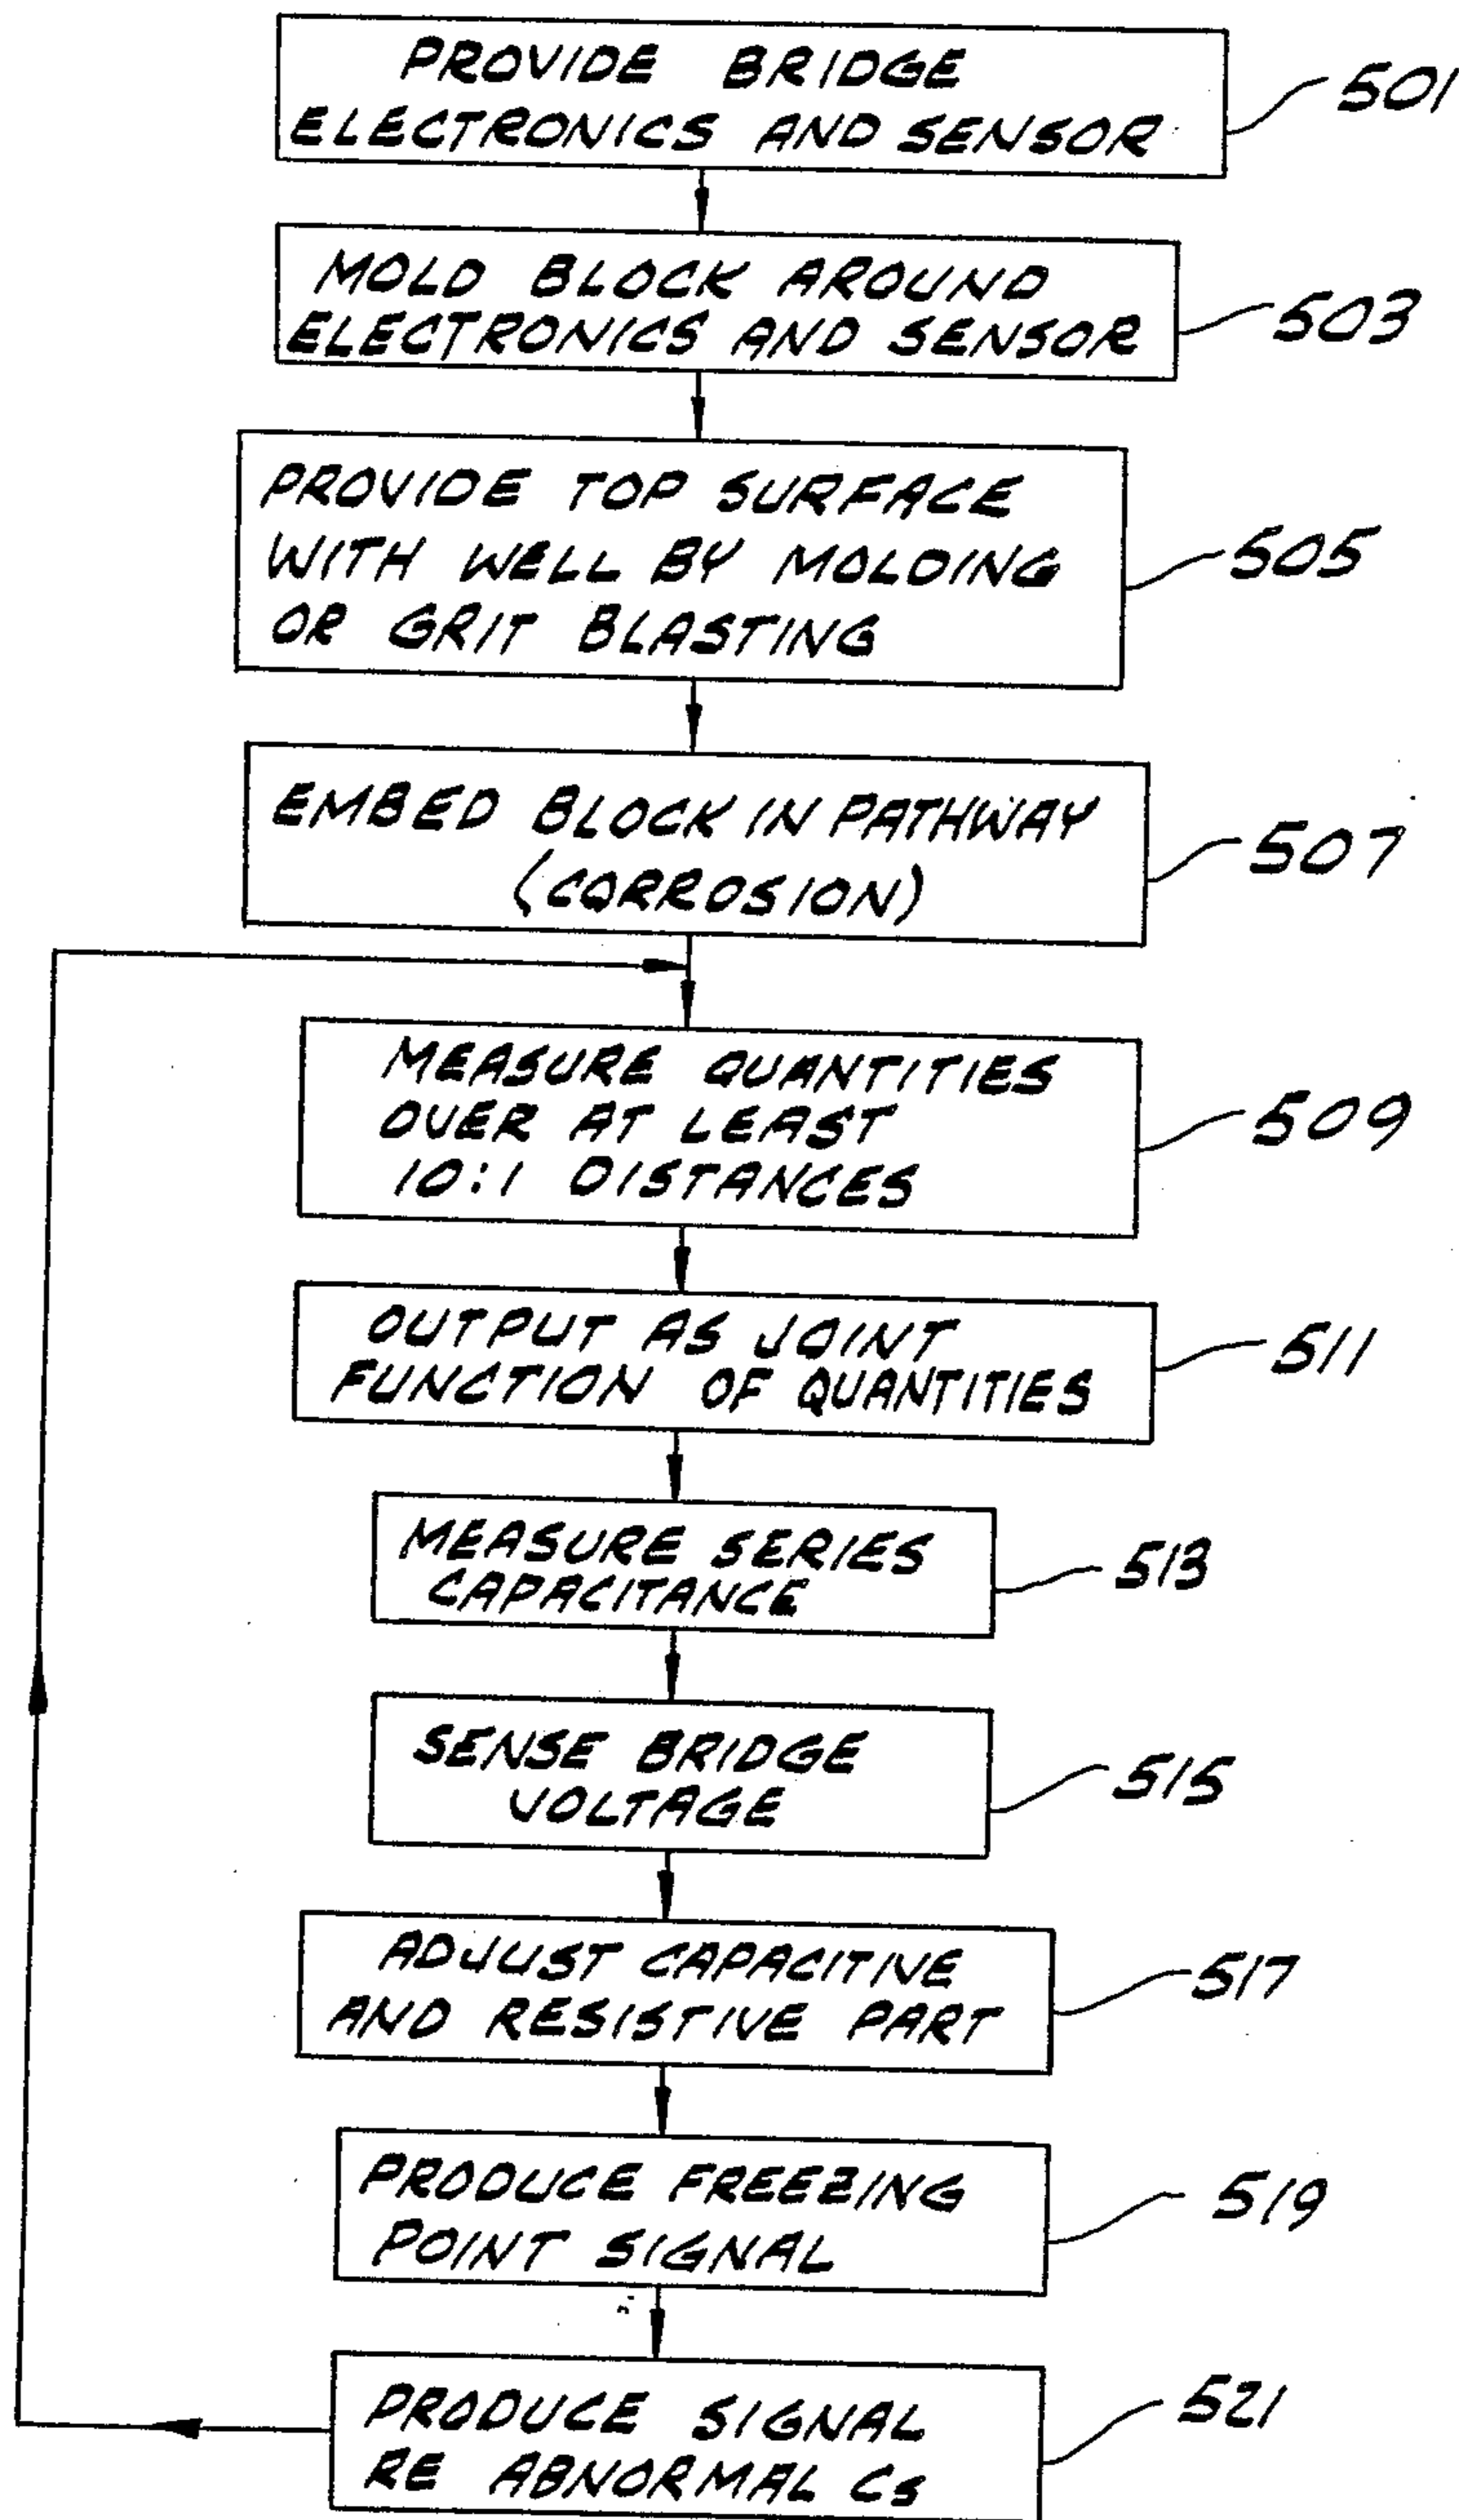 PROVIDE BRIDGE
ELECTRONICS AND SENSOR
501
MOLD BLOCK AROUND
ELECTRONICS AND SENSOR
503
PROVIDE TOP SURFACE
WITH WELL BY MOLDING
OR GRIT BLASTING
505
EMBED BLOCK IN PATHWAY
(CORROSION)
507
MEASURE QUANTITIES
OVER AT LEAST
10:1 DISTANCES
509
OUTPUT AS JOINT
FUNCTION OF QUANTITIES
511
MEASURE SERIES
CAPACITANCE
513
SENSE BRIDGE
VOLTAGE
515
ADJUST CAPACITIVE
AND RESISTIVE PART
517
PRODUCE FREEZING
POINT SIGNAL
519
PRODUCE SIGNAL
RE ABNORMAL Cs
521